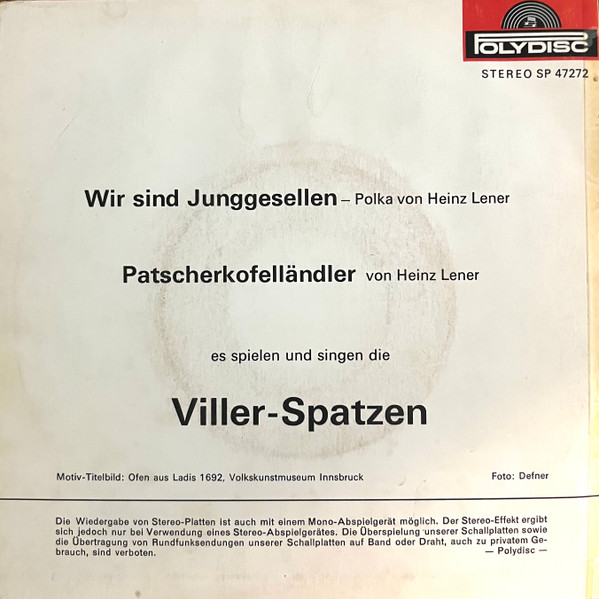 POLYDISC
STEREO SP 47272
Wir sind Junggesellen – Polka von Heinz Lener
Patscherkofelländler von Heinz Lener
es spielen und singen die
Viller-Spatzen
Motiv-Titelbild: Ofen aus Ladis 1692, Volkskunstmuseum Innsbruck Foto: Defner
Die Wiedergabe von Stereo-Platten ist auch mit einem Mono-Abspielgerät möglich. Der Stereo-Effekt ergibt
sich jedoch nur bei Verwendung eines Stereo-Abspielgerätes. Die Überspielung unserer Schallplatten sowie
die Übertragung von Rundfunksendungen unserer Schallplatten auf Band oder Draht, auch zu privatem Ge-
brauch, sind verboten. — Polydisc —